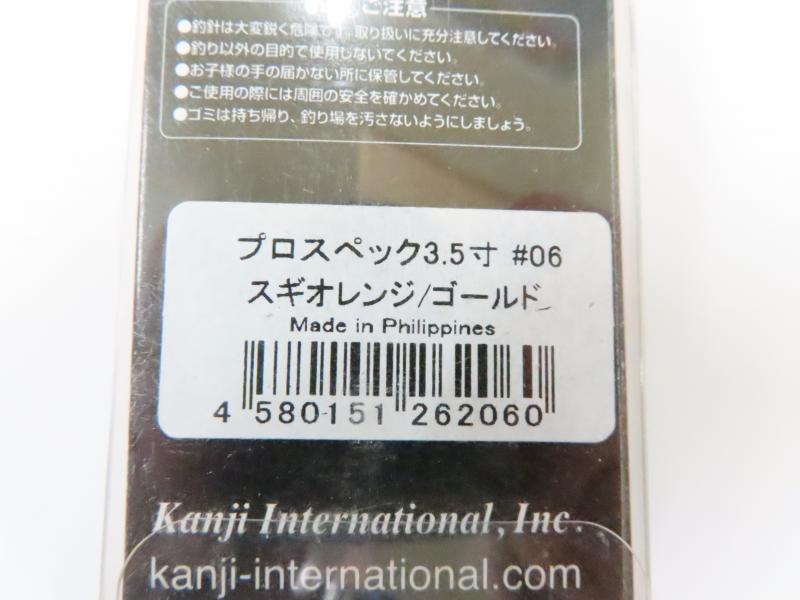 ご注意
●釣針は大変鋭く危険です。取り扱いに充分注意してください。
●釣り以外の目的で使用しないでください。
●お子様の手の届かない所に保管してください。
●ご使用の際には周囲の安全を確かめてください。
●ゴミは持ち帰り、釣り場を汚さないようにしましょう。
プロスペック3.5寸 #06
スギオレンジ/ゴールド
Made in Philippines
4 580151 262060
Kanji International, Inc.
kanji-international.com